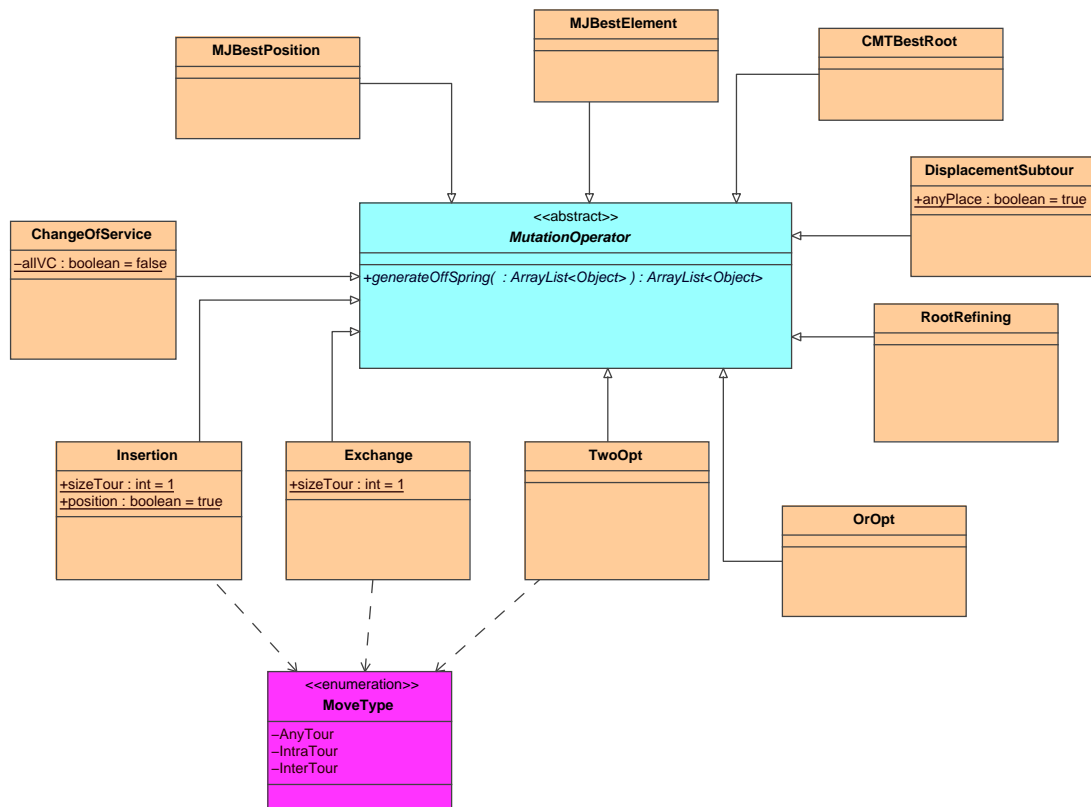 MJBestPosition
MJBestElement
CMTBestRoot
DisplacementSubtour
+anyPlace : boolean = true
<<abstract>>
MutationOperator
+generateOffSpring(  : ArrayList<Object> ) : ArrayList<Object>
ChangeOfService
−allVC : boolean = false
RootRefining
Insertion
+sizeTour : int = 1
+position : boolean = true
Exchange
+sizeTour : int = 1
TwoOpt
OrOpt
<<enumeration>>
MoveType
−AnyTour
−IntraTour
−InterTour